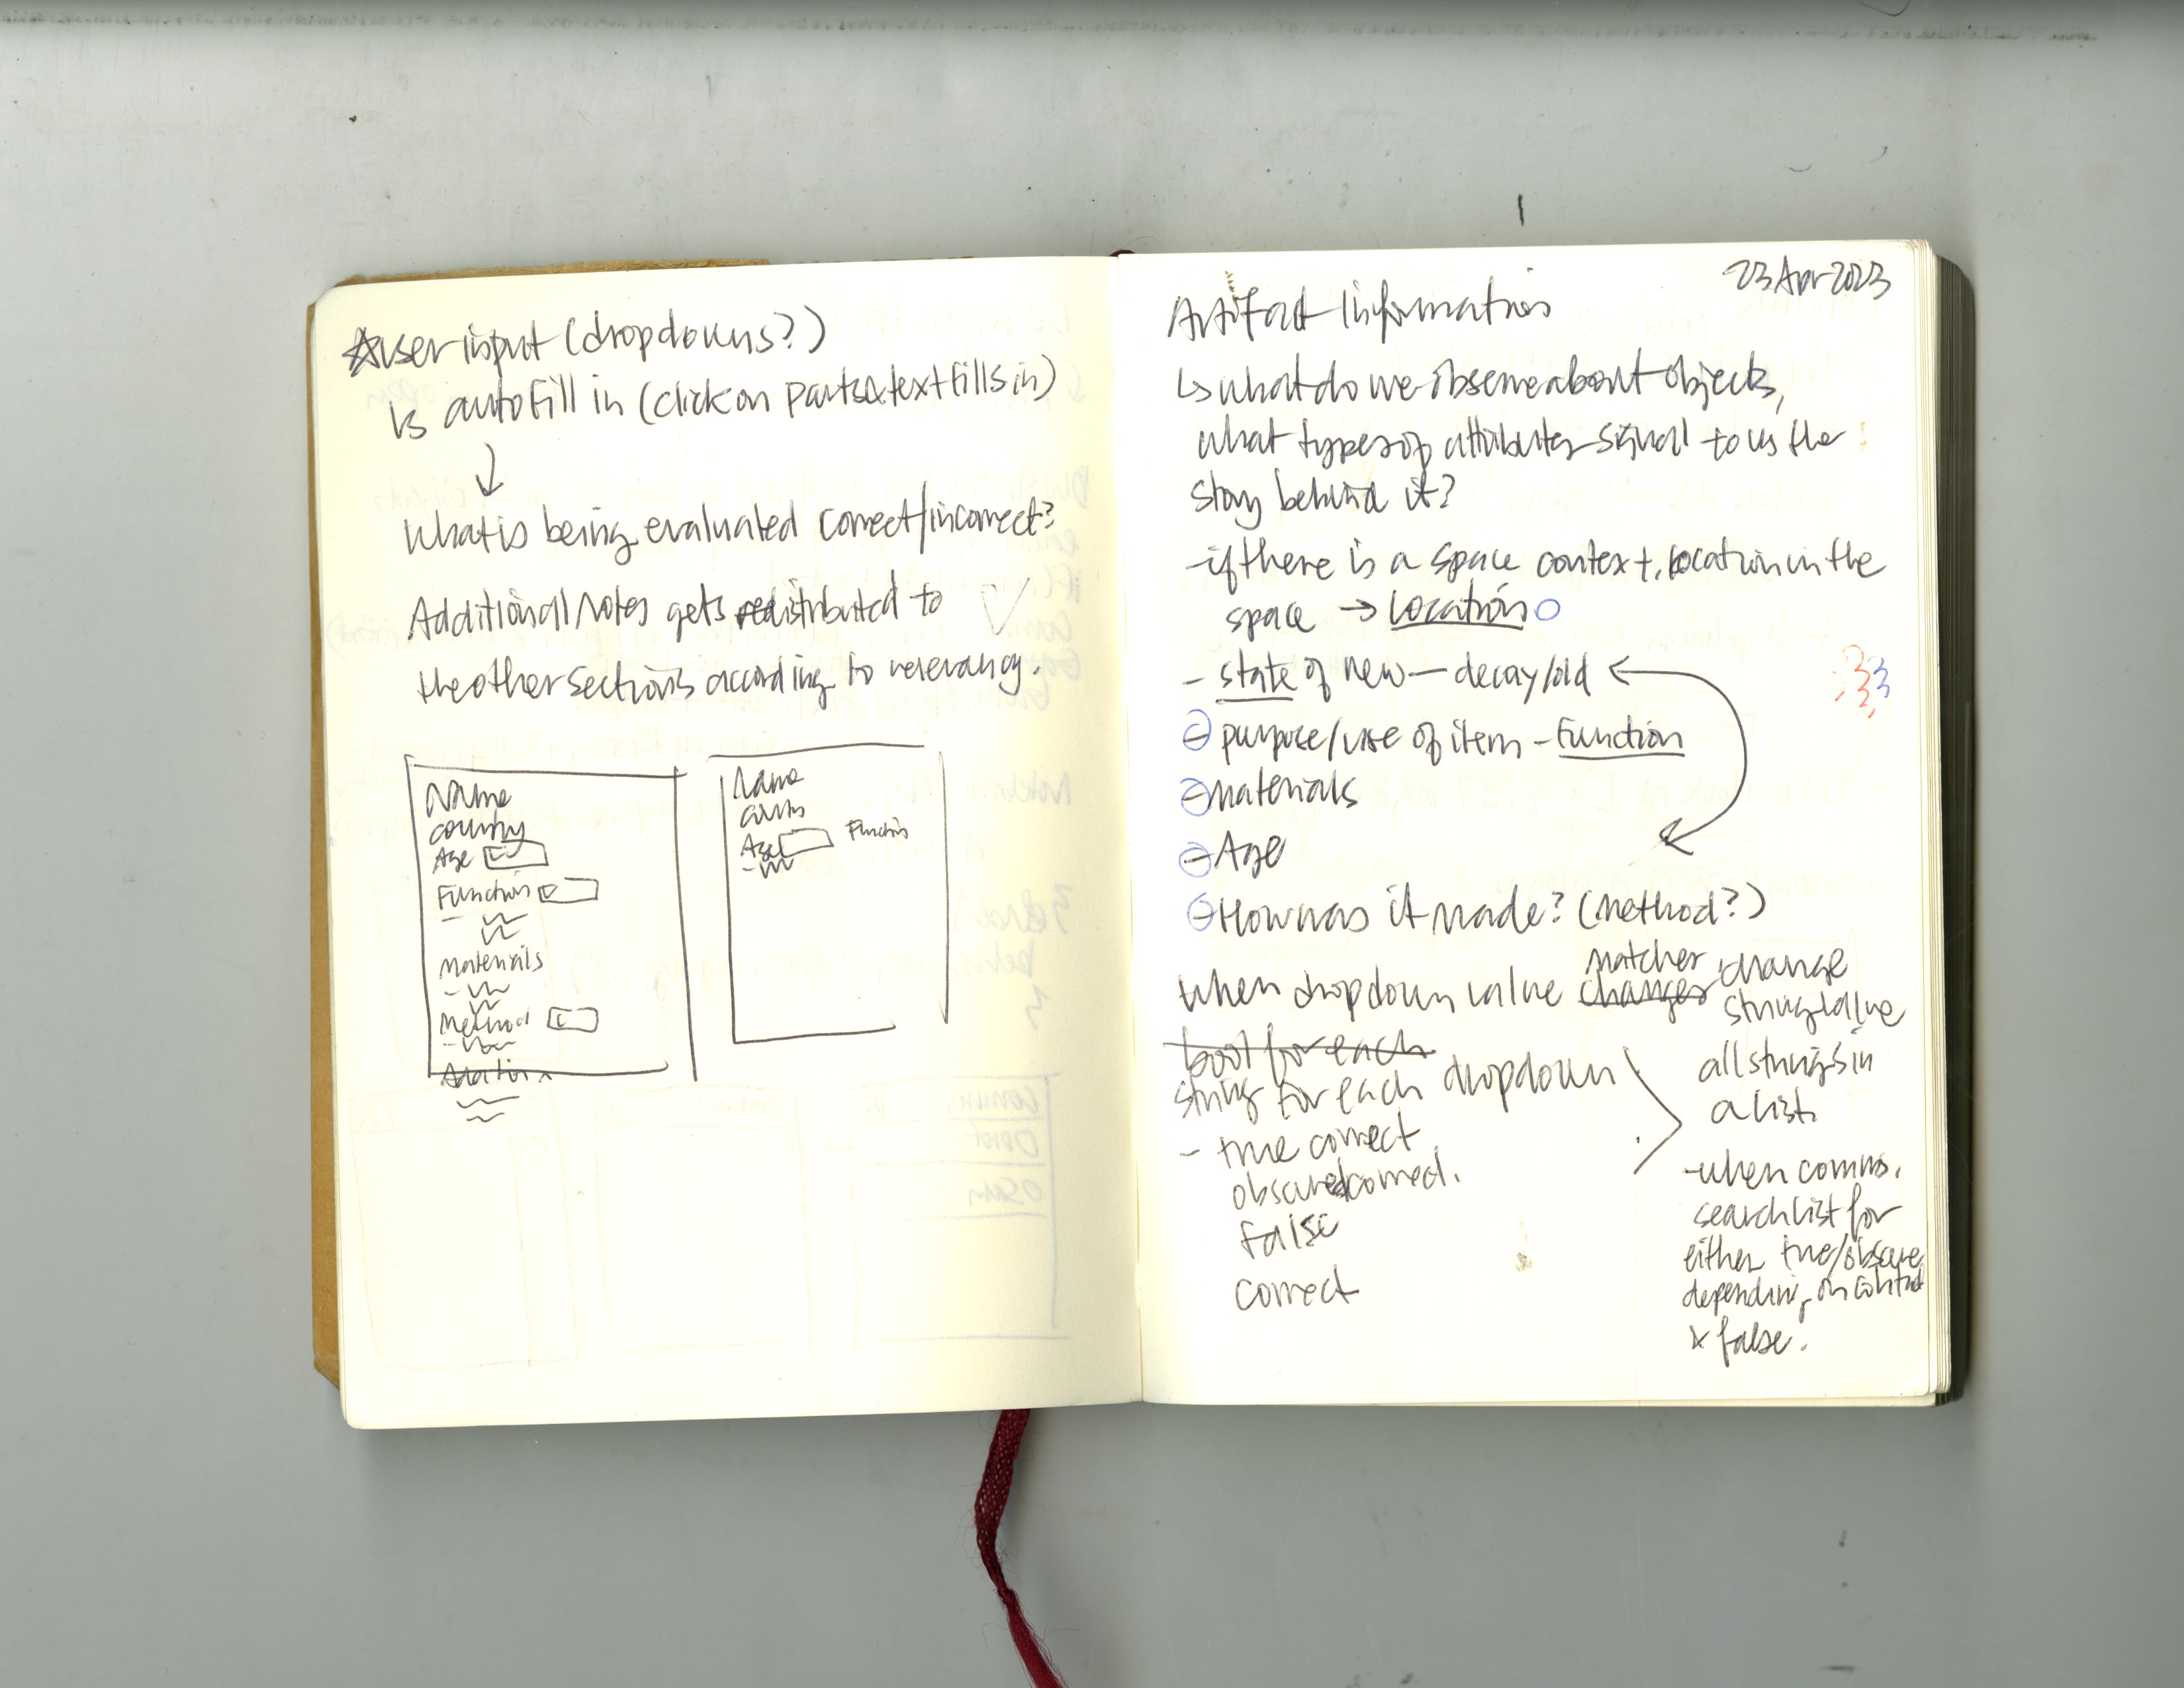 user input (dropdowns?)
is autofill in (click on parts & text fills in)
what is being evaluated correct/incorrect?
Additional Notes gets redistributed to
the other sections according to relevancy.
Name
country
Age
Function
Materials
Method
Name
Age
Function
23 Apr 2023
Artifact Information
↳ what do we observe about objects,
what types of attributes signal to us the
story behind it?
- if there is a space context, location in the
space → Location
- state of new — decay/old
- purpose/use of item - Function
- Materials
- Age
- How was it made? (Method?)
when dropdown value changes matches, change
string value
bool for each
string for each dropdown
- true correct
obscured correct.
false
correct
all strings in
a list.
- when comms.
search list for
either true/obscure
depending on
x false.